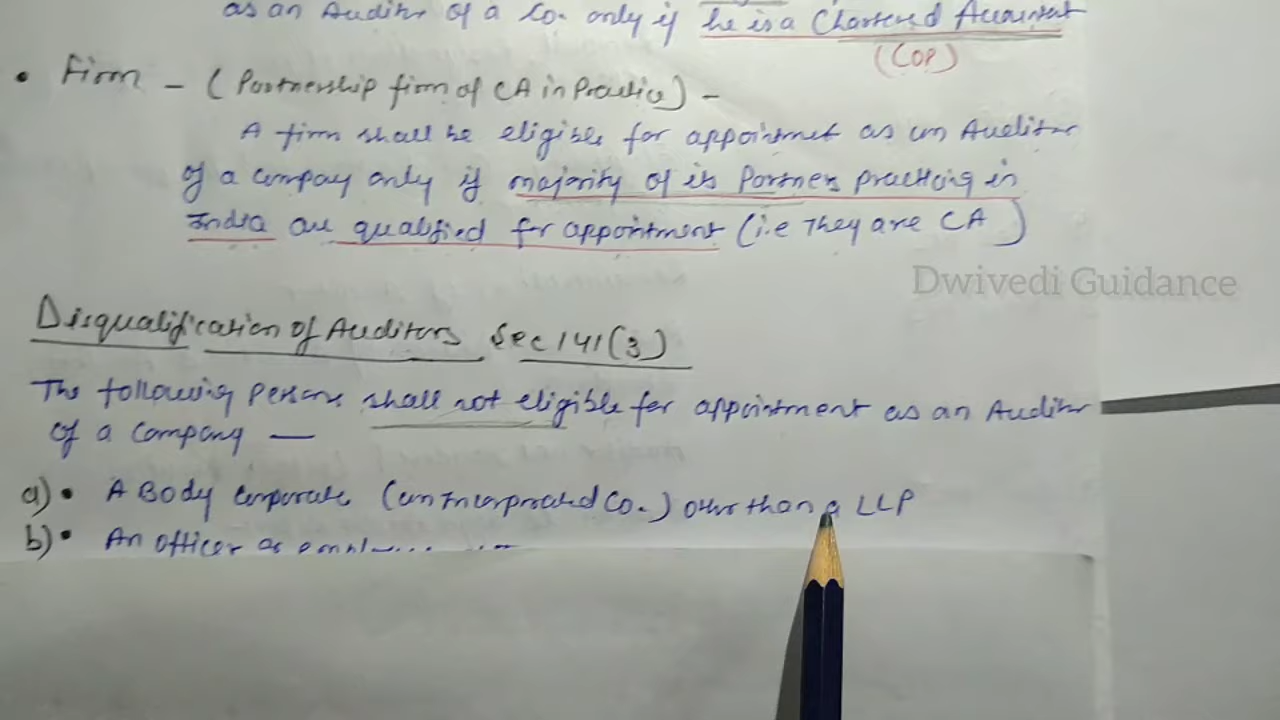 as an Auditor of a Co. only if he is a Chartered Accountant
(COP)
• Firm - (Partnership firm of CA in Practice) -
A firm shall be eligible for appointmet as an Auditor
of a compay only if majority of its Partners practicing in
India are qualified for appointment (i.e They are CA)
Dwivedi Guidance
Disqualification of Auditors Sec 141(3)
The following Persons shall not eligible for appointment as an Auditor
of a Company —
a) • A Body Corporate (an Incorporated Co.) other than a LLP
b) • An officer or